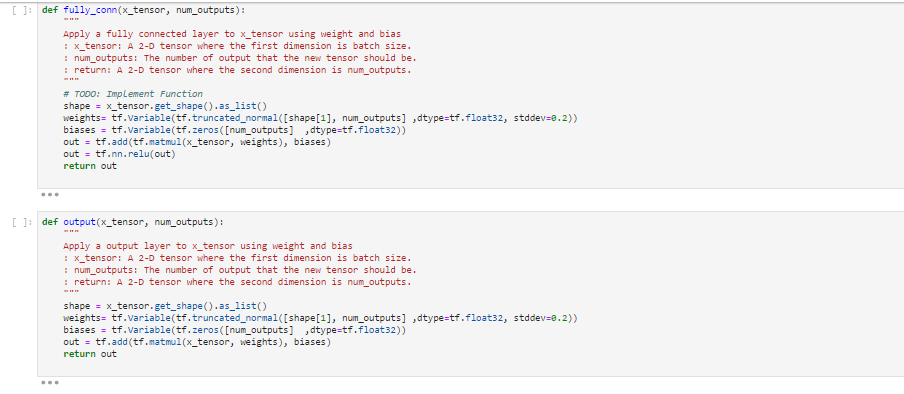 [ ]: def fully_conn(x_tensor, num_outputs):
"""
Apply a fully connected layer to x_tensor using weight and bias
: x_tensor: A 2-D tensor where the first dimension is batch size.
: num_outputs: The number of output that the new tensor should be.
: return: A 2-D tensor where the second dimension is num_outputs.
"""
# TODO: Implement Function
shape = x_tensor.get_shape().as_list()
weights= tf.Variable(tf.truncated_normal([shape[1], num_outputs] ,dtype=tf.float32, stddev=0.2))
biases = tf.Variable(tf.zeros([num_outputs]  ,dtype=tf.float32))
out = tf.add(tf.matmul(x_tensor, weights), biases)
out = tf.nn.relu(out)
return out
•••
[ ]: def output(x_tensor, num_outputs):
"""
Apply a output layer to x_tensor using weight and bias
: x_tensor: A 2-D tensor where the first dimension is batch size.
: num_outputs: The number of output that the new tensor should be.
: return: A 2-D tensor where the second dimension is num_outputs.
"""
shape = x_tensor.get_shape().as_list()
weights= tf.Variable(tf.truncated_normal([shape[1], num_outputs] ,dtype=tf.float32, stddev=0.2))
biases = tf.Variable(tf.zeros([num_outputs]  ,dtype=tf.float32))
out = tf.add(tf.matmul(x_tensor, weights), biases)
return out
•••